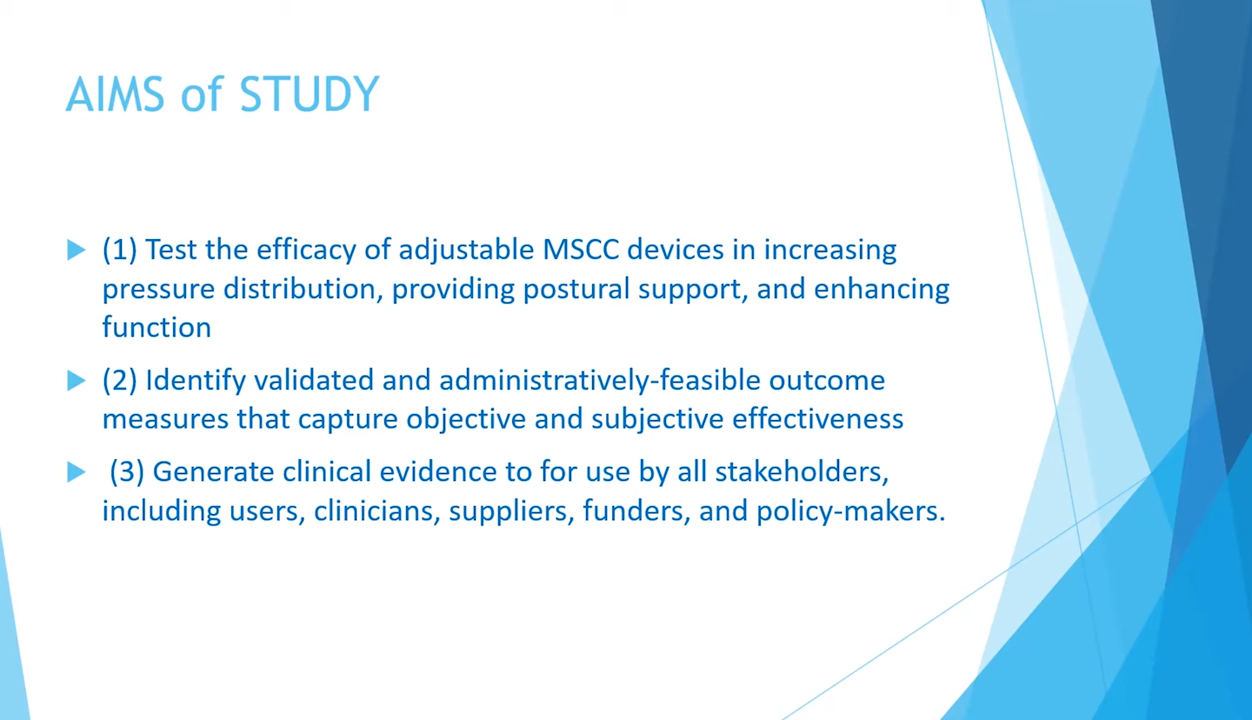 AIMS of STUDY
(1) Test the efficacy of adjustable MSCC devices in increasing
pressure distribution, providing postural support, and enhancing
function
(2) Identify validated and administratively-feasible outcome
measures that capture objective and subjective effectiveness
(3) Generate clinical evidence to for use by all stakeholders,
including users, clinicians, suppliers, funders, and policy-makers.